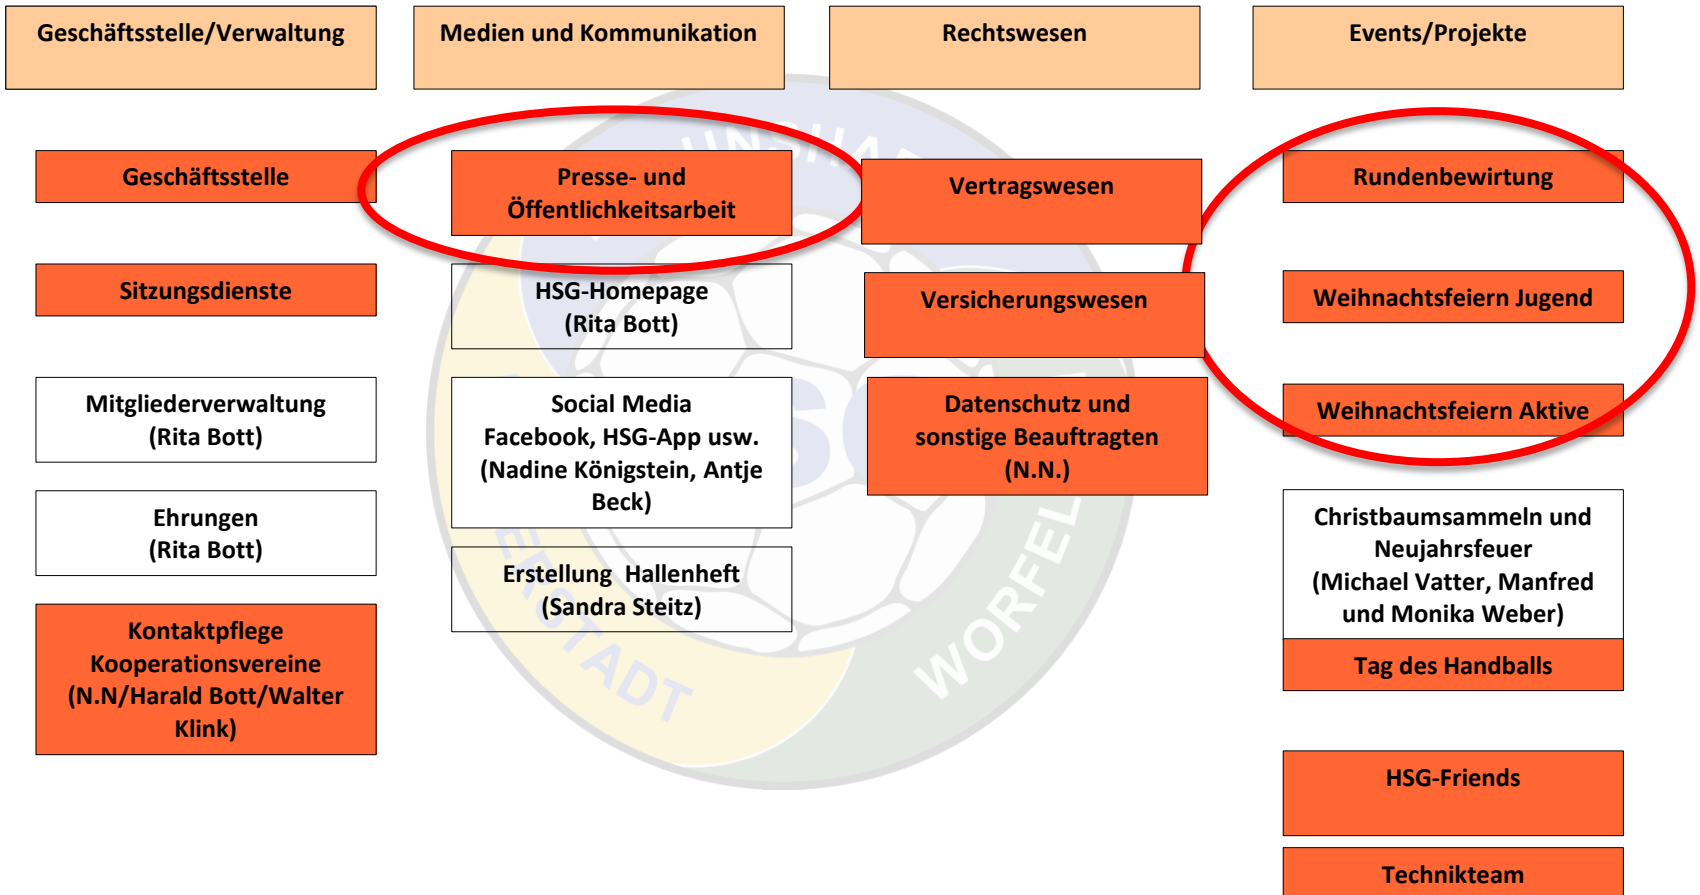 Geschäftsstelle/Verwaltung
Medien und Kommunikation
Rechtswesen
Events/Projekte
Geschäftsstelle
Sitzungsdienste
Mitgliederverwaltung
(Rita Bott)
Ehrungen
(Rita Bott)
Kontaktpflege
Kooperationsvereine
(N.N/Harald Bott/Walter
Klink)
Presse- und
Öffentlichkeitsarbeit
HSG-Homepage
(Rita Bott)
Social Media
Facebook, HSG-App usw.
(Nadine Königstein, Antje
Beck)
Erstellung  Hallenheft
(Sandra Steitz)
Vertragswesen
Versicherungswesen
Datenschutz und
sonstige Beauftragten
(N.N.)
Rundenbewirtung
Weihnachtsfeiern Jugend
Weihnachtsfeiern Aktive
Christbaumsammeln und
Neujahrsfeuer
(Michael Vatter, Manfred
und Monika Weber)
Tag des Handballs
HSG-Friends
Technikteam